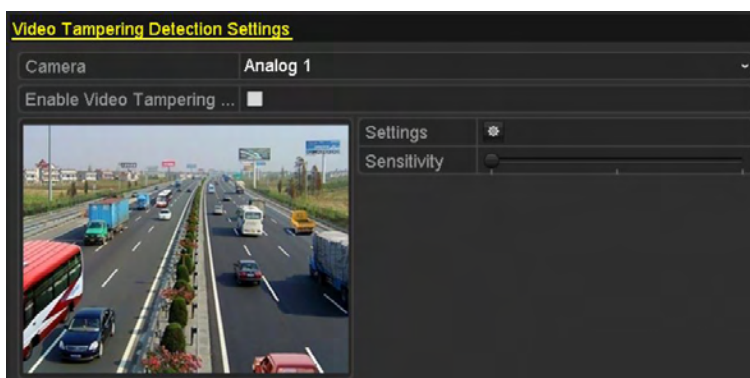 Video Tampering Detection Settings
Camera Analog 1
Enable Video Tampering ...
Settings
Sensitivity